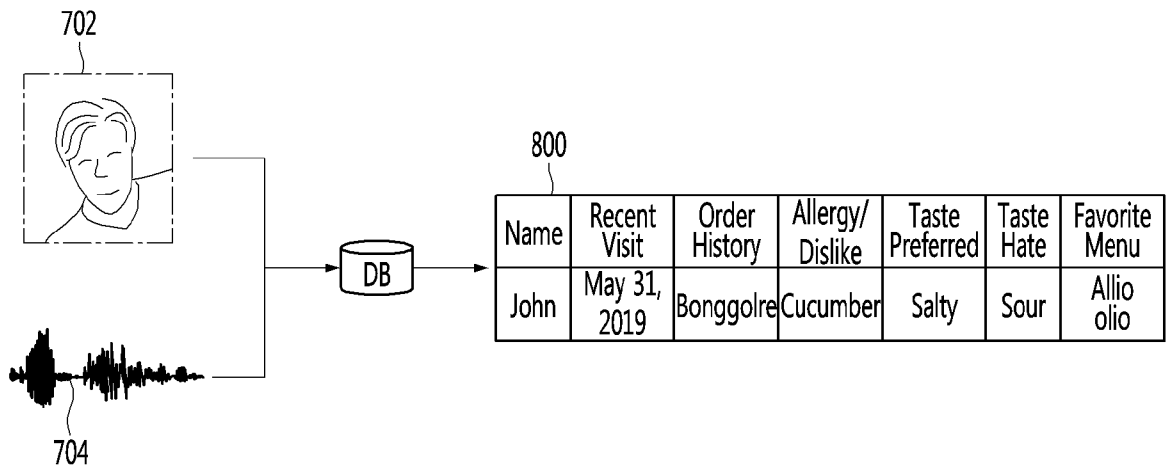 702
704
DB
800
Name
Recent
Visit
Order
History
Allergy/
Dislike
Taste
Preferred
Taste
Hate
Favorite
Menu
John
May 31,
2019
Bonggolre
Cucumber
Salty
Sour
Allio
olio